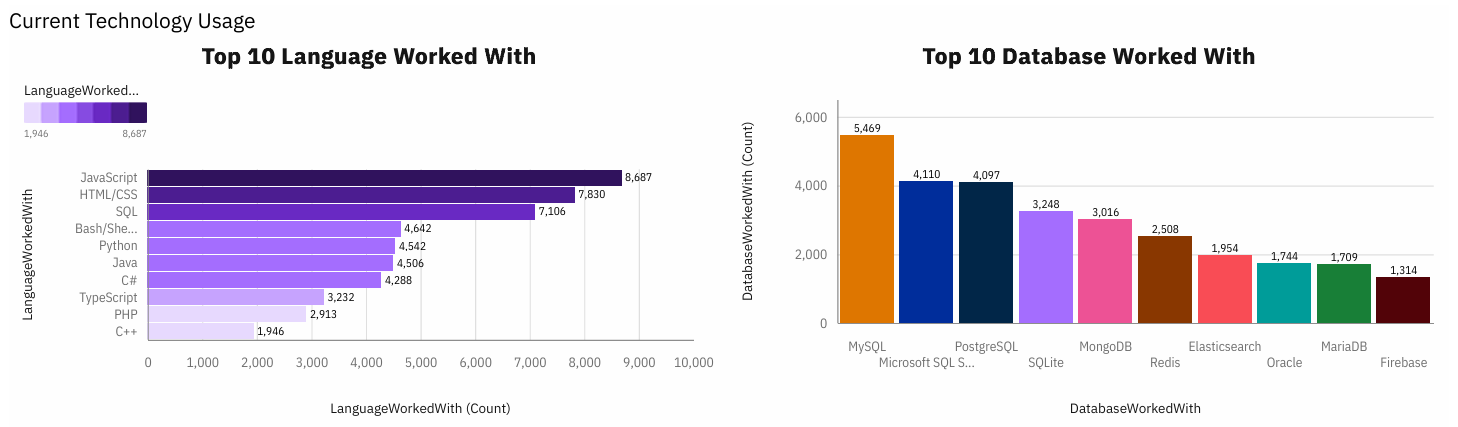 Current Technology Usage
Top 10 Language Worked With
LanguageWorked...
1,946 8,687
LanguageWorkedWith
JavaScript 8,687
HTML/CSS 7,830
SQL 7,106
Bash/She... 4,642
Python 4,542
Java 4,506
C# 4,288
TypeScript 3,232
PHP 2,913
C++ 1,946
0 1,000 2,000 3,000 4,000 5,000 6,000 7,000 8,000 9,000 10,000
LanguageWorkedWith (Count)
Top 10 Database Worked With
DatabaseWorkedWith (Count)
6,000
4,000
2,000
0
5,469 4,110 4,097 3,248 3,016 2,508 1,954 1,744 1,709 1,314
MySQL PostgreSQL MongoDB Elasticsearch MariaDB
Microsoft SQL S... SQLite Redis Oracle Firebase
DatabaseWorkedWith